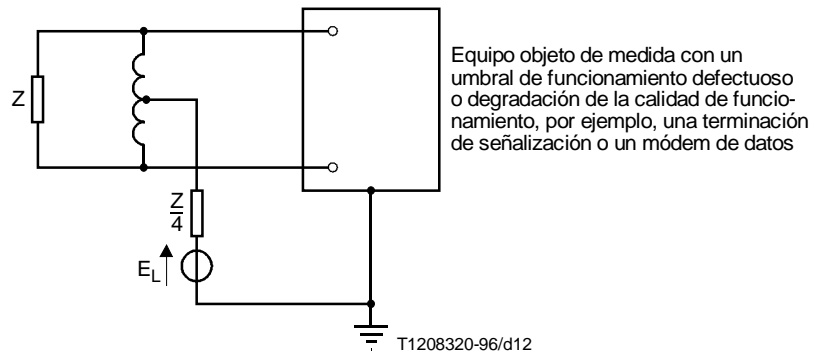 Equipo objeto de medida con un
umbral de funcionamiento defectuoso
o degradación de la calidad de funcio-
namiento, por ejemplo, una terminación
de señalización o un módem de datos
Z
Z
4
E_L
T1208320-96/d12